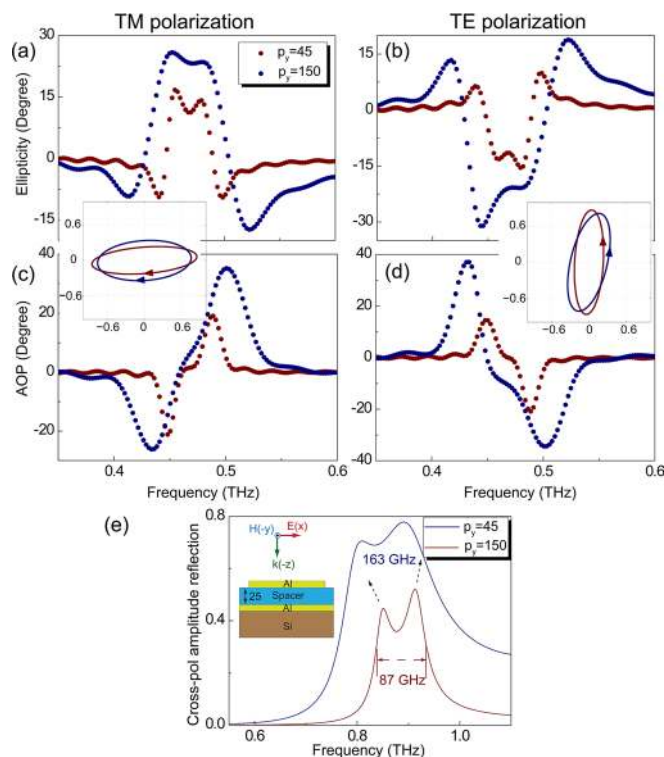 TM polarization
TE polarization
(a)
30
15
0
-15
Ellipticity (Degree)
p_y=45
p_y=150
(b)
15
0
-15
-30
0.6
0
-0.6
-0.6 0 0.6
0.6
0
-0.6
-0.6 0 0.6
(c)
40
20
0
-20
AOP (Degree)
0.4 0.5 0.6
Frequency (THz)
(d)
40
20
0
-20
-40
0.4 0.5 0.6
Frequency (THz)
(e)
Cross-pol amplitude reflection
0.8
0.4
0.0
H(-y) E(x)
k(-z)
Al
25 Spacer
Al
Si
p_y=45
p_y=150
163 GHz
87 GHz
0.6 0.8 1.0
Frequency (THz)